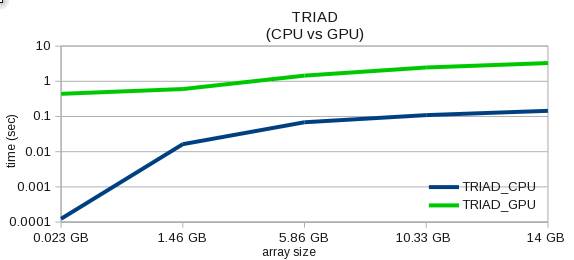 TRIAD
(CPU vs GPU)
10
1
0.1
0.01
0.001
0.0001
time (sec)
TRIAD_CPU
TRIAD_GPU
0.023 GB 1.46 GB 5.86 GB 10.33 GB 14 GB
array size